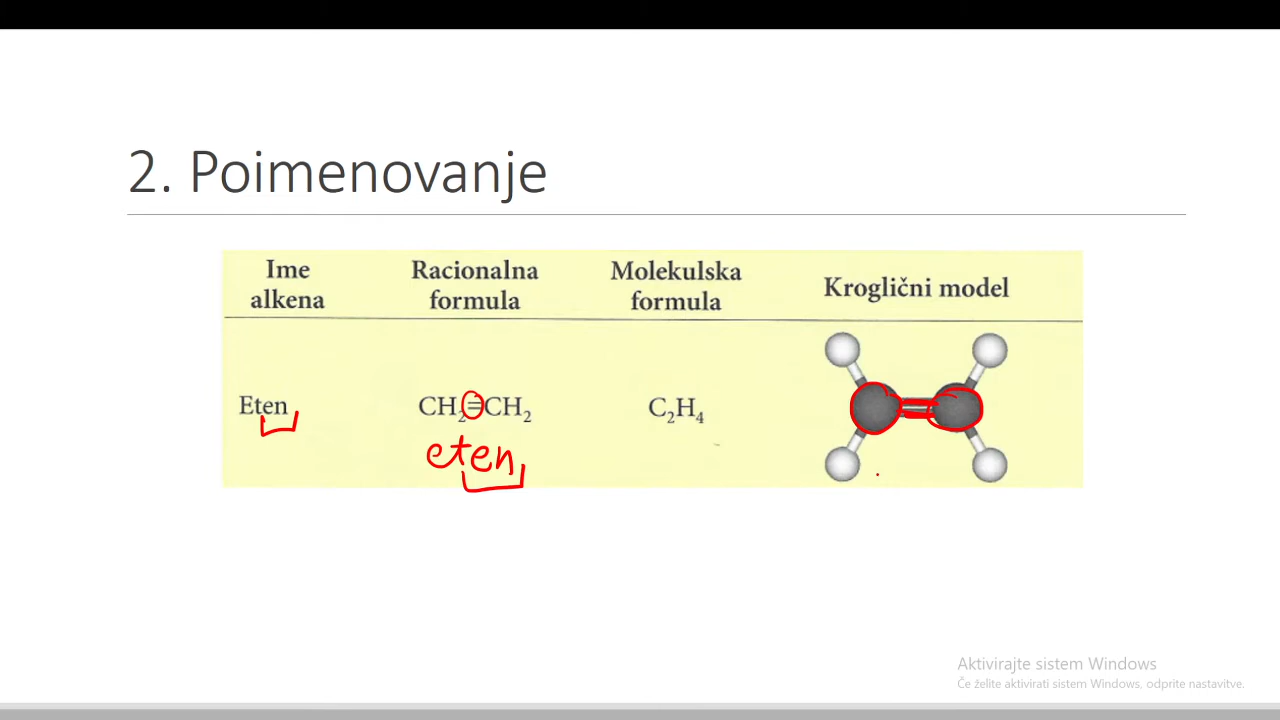 2. Poimenovanje
Ime alkena
Racionalna formula
Molekulska formula
Kroglični model
Eten
CH₂=CH₂
C₂H₄
eten
Aktivirajte sistem Windows
Če želite aktivirati sistem Windows, odprite nastavitve.